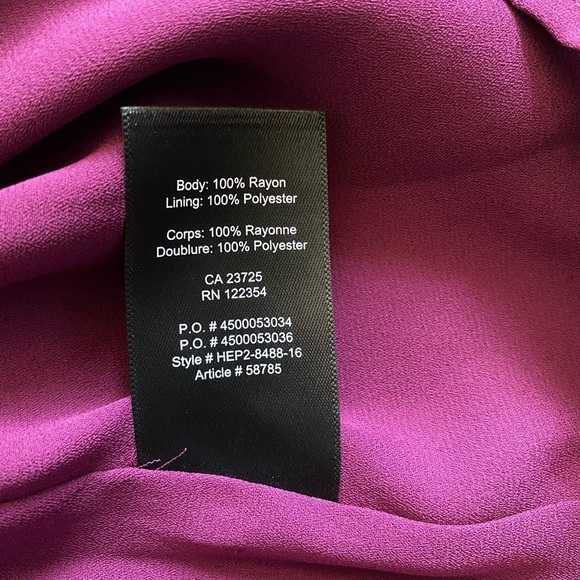 Body: 100% Rayon
Lining: 100% Polyester
Corps: 100% Rayonne
Doublure: 100% Polyester
CA 23725
RN 122354
P.O. # 4500053034
P.O. # 4500053036
Style # HEP2-8488-16
Article # 58785